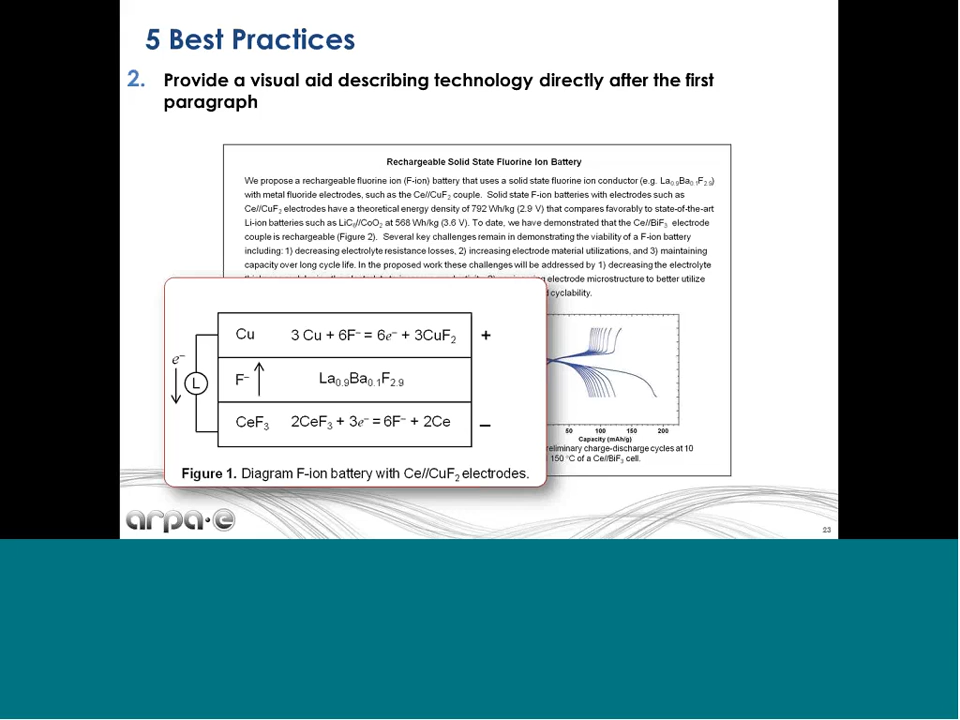 5 Best Practices
2. Provide a visual aid describing technology directly after the first
paragraph
Rechargeable Solid State Fluorine Ion Battery
We propose a rechargeable fluorine ion (F-ion) battery that uses a solid state fluorine ion conductor (e.g. La0.9Ba0.1F2.9)
with metal fluoride electrodes, such as the Ce//CuF2 couple. Solid state F-ion batteries with electrodes such as
Ce//CuF2 electrodes have a theoretical energy density of 792 Wh/kg (2.9 V) that compares favorably to state-of-the-art
Li-ion batteries such as LiC6//CoO2 at 568 Wh/kg (3.6 V). To date, we have demonstrated that the Ce//BiF3 electrode
couple is rechargeable (Figure 2). Several key challenges remain in demonstrating the viability of a F-ion battery
including: 1) decreasing electrolyte resistance losses, 2) increasing electrode material utilizations, and 3) maintaining
capacity over long cycle life. In the proposed work these challenges will be addressed by 1) decreasing the electrolyte
electrode microstructure to better utilize
cyclability.
Cu 3 Cu + 6F⁻ = 6e⁻ + 3CuF2 +
e⁻
L
F⁻ La0.9Ba0.1F2.9
CeF3 2CeF3 + 3e⁻ = 6F⁻ + 2Ce –
Figure 1. Diagram F-ion battery with Ce//CuF2 electrodes.
50 100 150 200
Capacity (mAh/g)
charge-discharge cycles at 10
150 °C of a Ce//BiF3 cell.
arpa·e
23